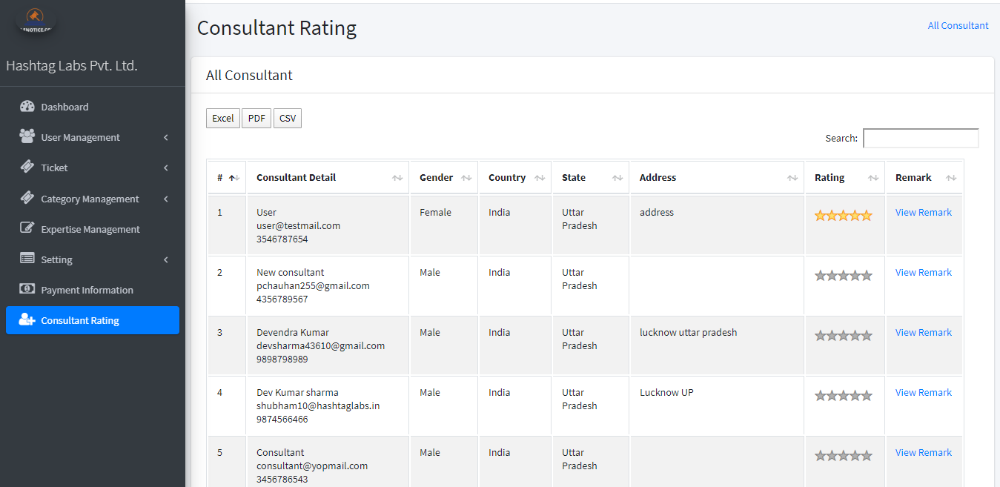 ENOTICE.CO
Hashtag Labs Pvt. Ltd.
Dashboard
User Management
Ticket
Category Management
Expertise Management
Setting
Payment Information
Consultant Rating
Consultant Rating
All Consultant
All Consultant
Excel PDF CSV
Search:
# Consultant Detail Gender Country State Address Rating Remark
1 User Female India Uttar address View Remark
user@testmail.com Pradesh
3546787654
2 New consultant Male India Uttar View Remark
pchauhan255@gmail.com Pradesh
4356789567
3 Devendra Kumar Male India Uttar lucknow uttar pradesh View Remark
devsharma43610@gmail.com Pradesh
9898798989
4 Dev Kumar sharma Male India Uttar Lucknow UP View Remark
shubham10@hashtaglabs.in Pradesh
9874566466
5 Consultant Male India Uttar View Remark
consultant@yopmail.com Pradesh
3456786543